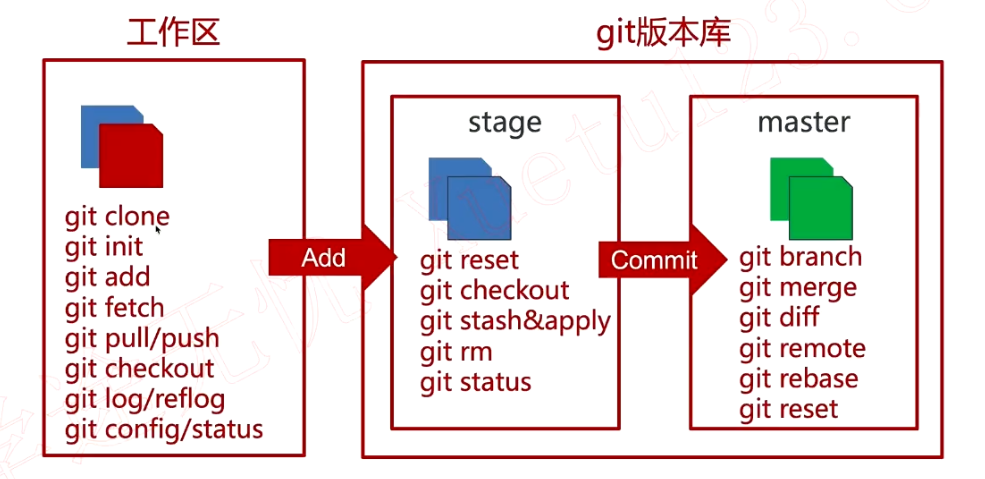 工作区
git clone
git init
git add
git fetch
git pull/push
git checkout
git log/reflog
git config/status
Add
git版本库
stage
git reset
git checkout
git stash&apply
git rm
git status
Commit
master
git branch
git merge
git diff
git remote
git rebase
git reset